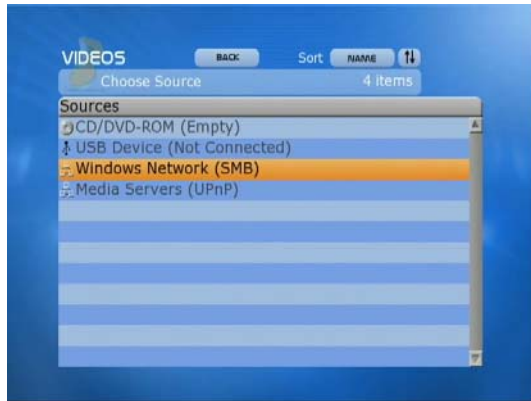 VIDEOS BACK Sort NAME
Choose Source 4 items
Sources
CD/DVD-ROM (Empty)
USB Device (Not Connected)
Windows Network (SMB)
Media Servers (UPnP)